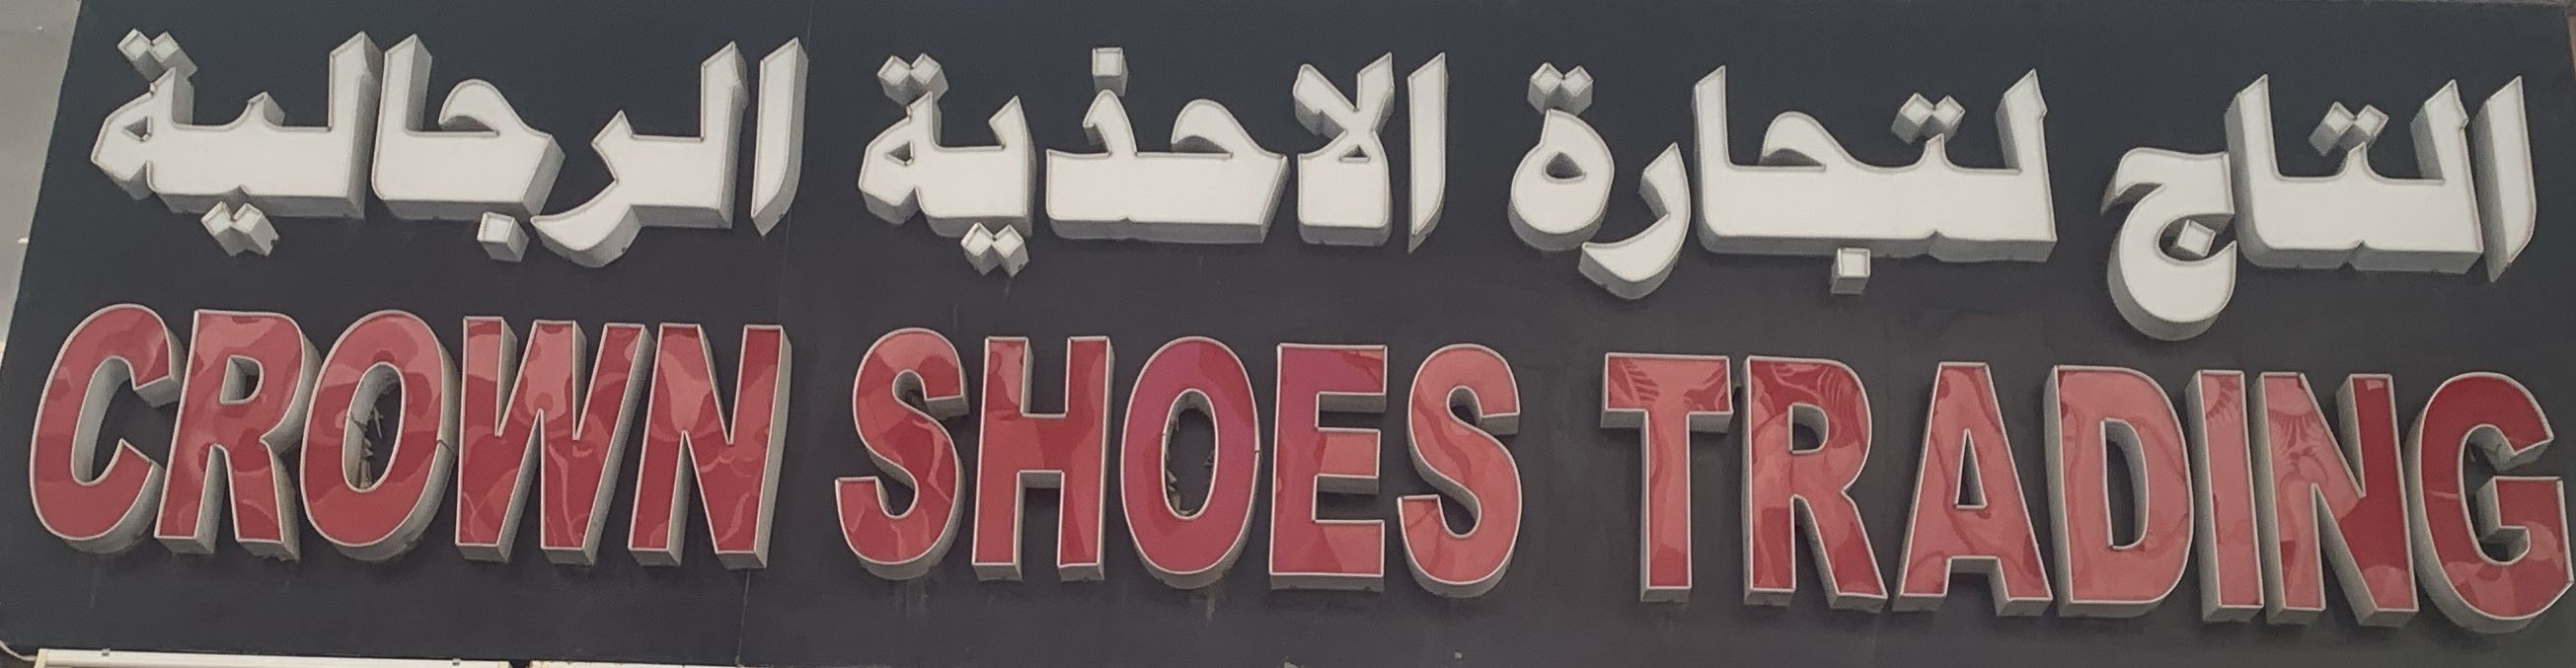 التاج لتجارة الاحذية الرجالية
CROWN SHOES TRADING